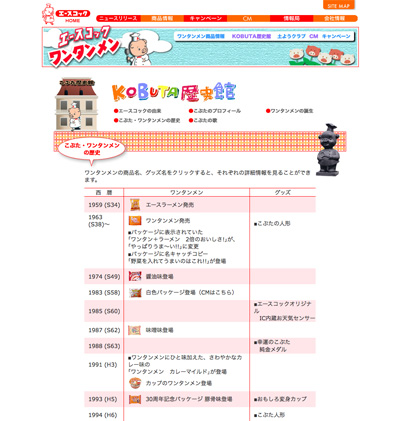 SITE MAP
エースコック
HOME
ニュースリリース 商品情報 キャンペーン CM 情報局 会社情報
エースコック
ワンタンメン
ワンタンメン商品情報 KOBUTA歴史館 土ようクラブ CM キャンペーン
こぶた歴史館
KOBUTA歴史館
●エースコックの由来 ●こぶたのプロフィール ●ワンタンメンの誕生
●こぶた・ワンタンメンの歴史 ●こぶたの歌
こぶた・ワンタンメン
の歴史
ワンタンメンの商品名、グッズ名をクリックすると、それぞれの詳細情報を見ることができ
ます。
西 暦 ワンタンメン グッズ
1959 (S34) エースラーメン発売
1963
(S38)〜 ワンタンメン発売 ■こぶたの人形
■パッケージに表示されていた
「ワンタン＋ラーメン 2倍のおいしさ!」が、
「やっぱりうま〜い!!」に変更
■パッケージに名キャッチコピー
「野菜を入れてうまいのはこれ!!」が登場
1974 (S49) 醤油味登場
1983 (S58) 白色パッケージ登場（CMはこちら）
1985 (S60) ■エースコックオリジナ
ル
IC内蔵お天気センサー
1987 (S62) 味噌味登場
1988 (S63) ■幸運のこぶた
純金メダル
1991 (H3) ■ワンタンメンにひと味加えた、さわやかなカ
レー味の
「ワンタンメン カレーマイルド」が登場
カップのワンタンメン登場
1993 (H5) 30周年記念パッケージ 豚骨味登場 ■おもしろ変身カップ
1994 (H6) ■こぶた人形